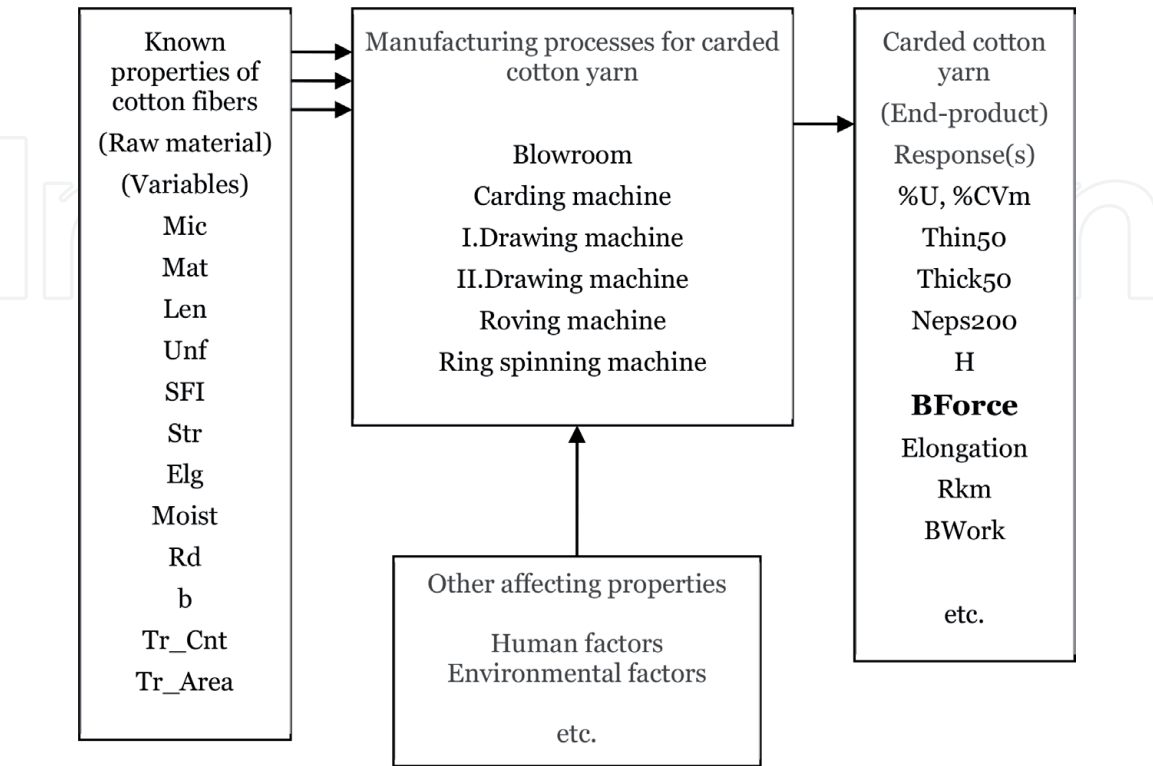 Known
properties of
cotton fibers
(Raw material)
(Variables)
Mic
Mat
Len
Unf
SFI
Str
Elg
Moist
Rd
b
Tr_Cnt
Tr_Area
Manufacturing processes for carded
cotton yarn
Blowroom
Carding machine
I.Drawing machine
II.Drawing machine
Roving machine
Ring spinning machine
Other affecting properties
Human factors
Environmental factors
etc.
Carded cotton
yarn
(End-product)
Response(s)
%U, %CVm
Thin50
Thick50
Neps200
H
BForce
Elongation
Rkm
BWork
etc.